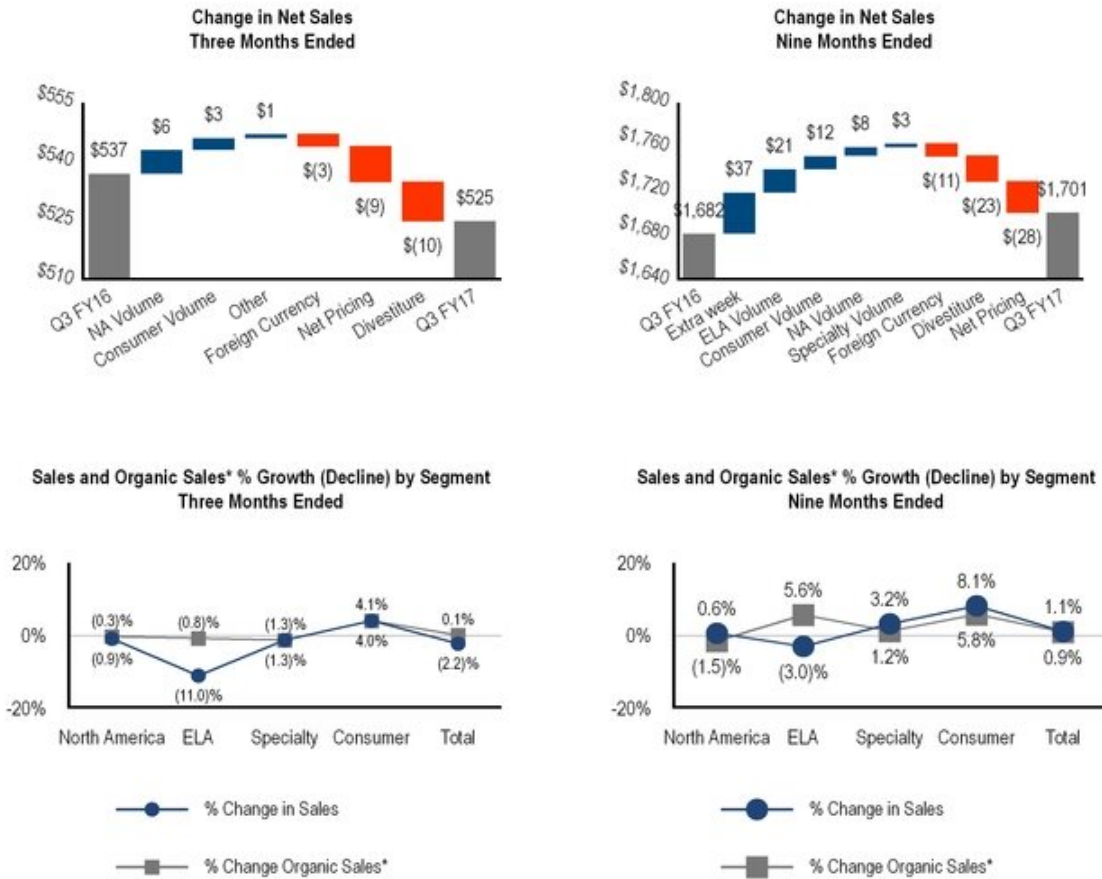 Change in Net Sales
Three Months Ended
$555
$540
$525
$510
$537
$6
$3
$1
$(3)
$(9)
$(10)
$525
Q3 FY16
NA Volume
Consumer Volume
Other
Foreign Currency
Net Pricing
Divestiture
Q3 FY17
Change in Net Sales
Nine Months Ended
$1,800
$1,760
$1,720
$1,680
$1,640
$1,682
$37
$21
$12
$8
$3
$(11)
$(23)
$(28)
$1,701
Q3 FY16
Extra week
ELA Volume
Consumer Volume
NA Volume
Specialty Volume
Foreign Currency
Divestiture
Net Pricing
Q3 FY17
Sales and Organic Sales* % Growth (Decline) by Segment
Three Months Ended
20%
0%
-20%
(0.3)%
(0.8)%
(1.3)%
4.1%
0.1%
(0.9)%
(11.0)%
(1.3)%
4.0%
(2.2)%
North America
ELA
Specialty
Consumer
Total
% Change in Sales
% Change Organic Sales*
Sales and Organic Sales* % Growth (Decline) by Segment
Nine Months Ended
20%
0%
-20%
0.6%
5.6%
3.2%
8.1%
1.1%
(1.5)%
(3.0)%
1.2%
5.8%
0.9%
North America
ELA
Specialty
Consumer
Total
% Change in Sales
% Change Organic Sales*